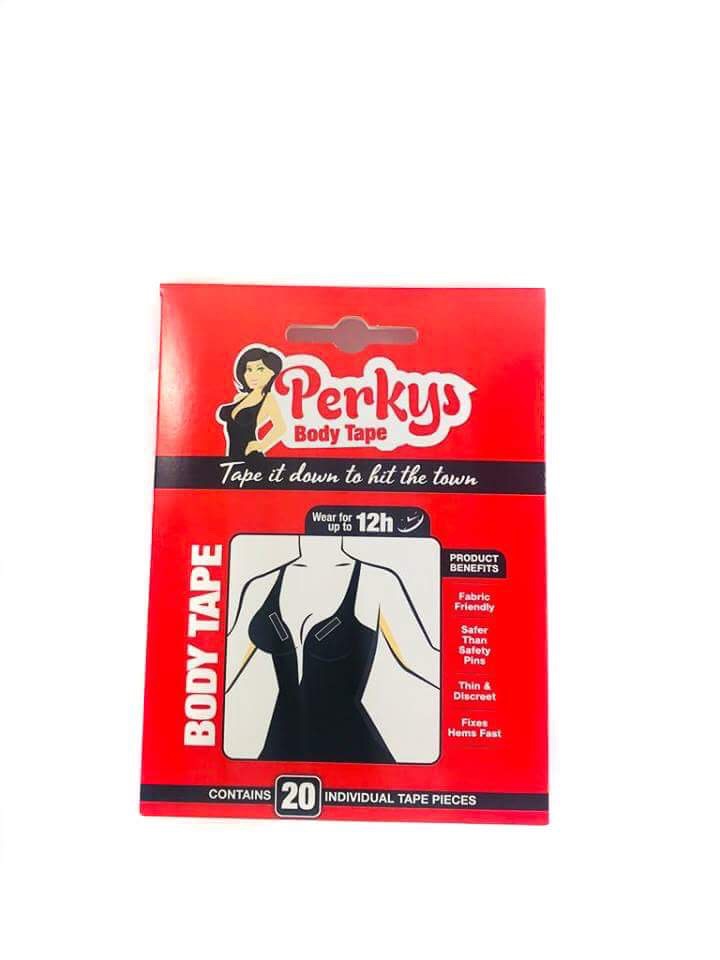 Perkys
Body Tape
Tape it down to hit the town
Wear for
up to 12h
BODY TAPE
PRODUCT
BENEFITS
Fabric
Friendly
Safer
Than
Safety
Pins
Thin &
Discreet
Fixes
Hems Fast
CONTAINS 20 INDIVIDUAL TAPE PIECES